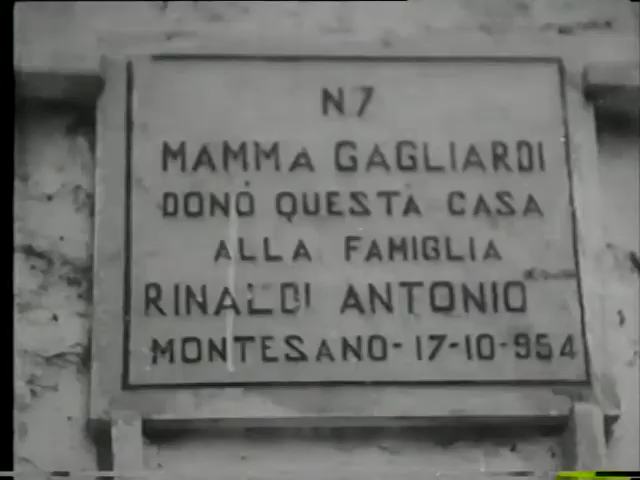 N7
MAMMA GAGLIARDI
DONÒ QUESTA CASA
ALLA FAMIGLIA
RINALDI ANTONIO
MONTESANO-17-10-954